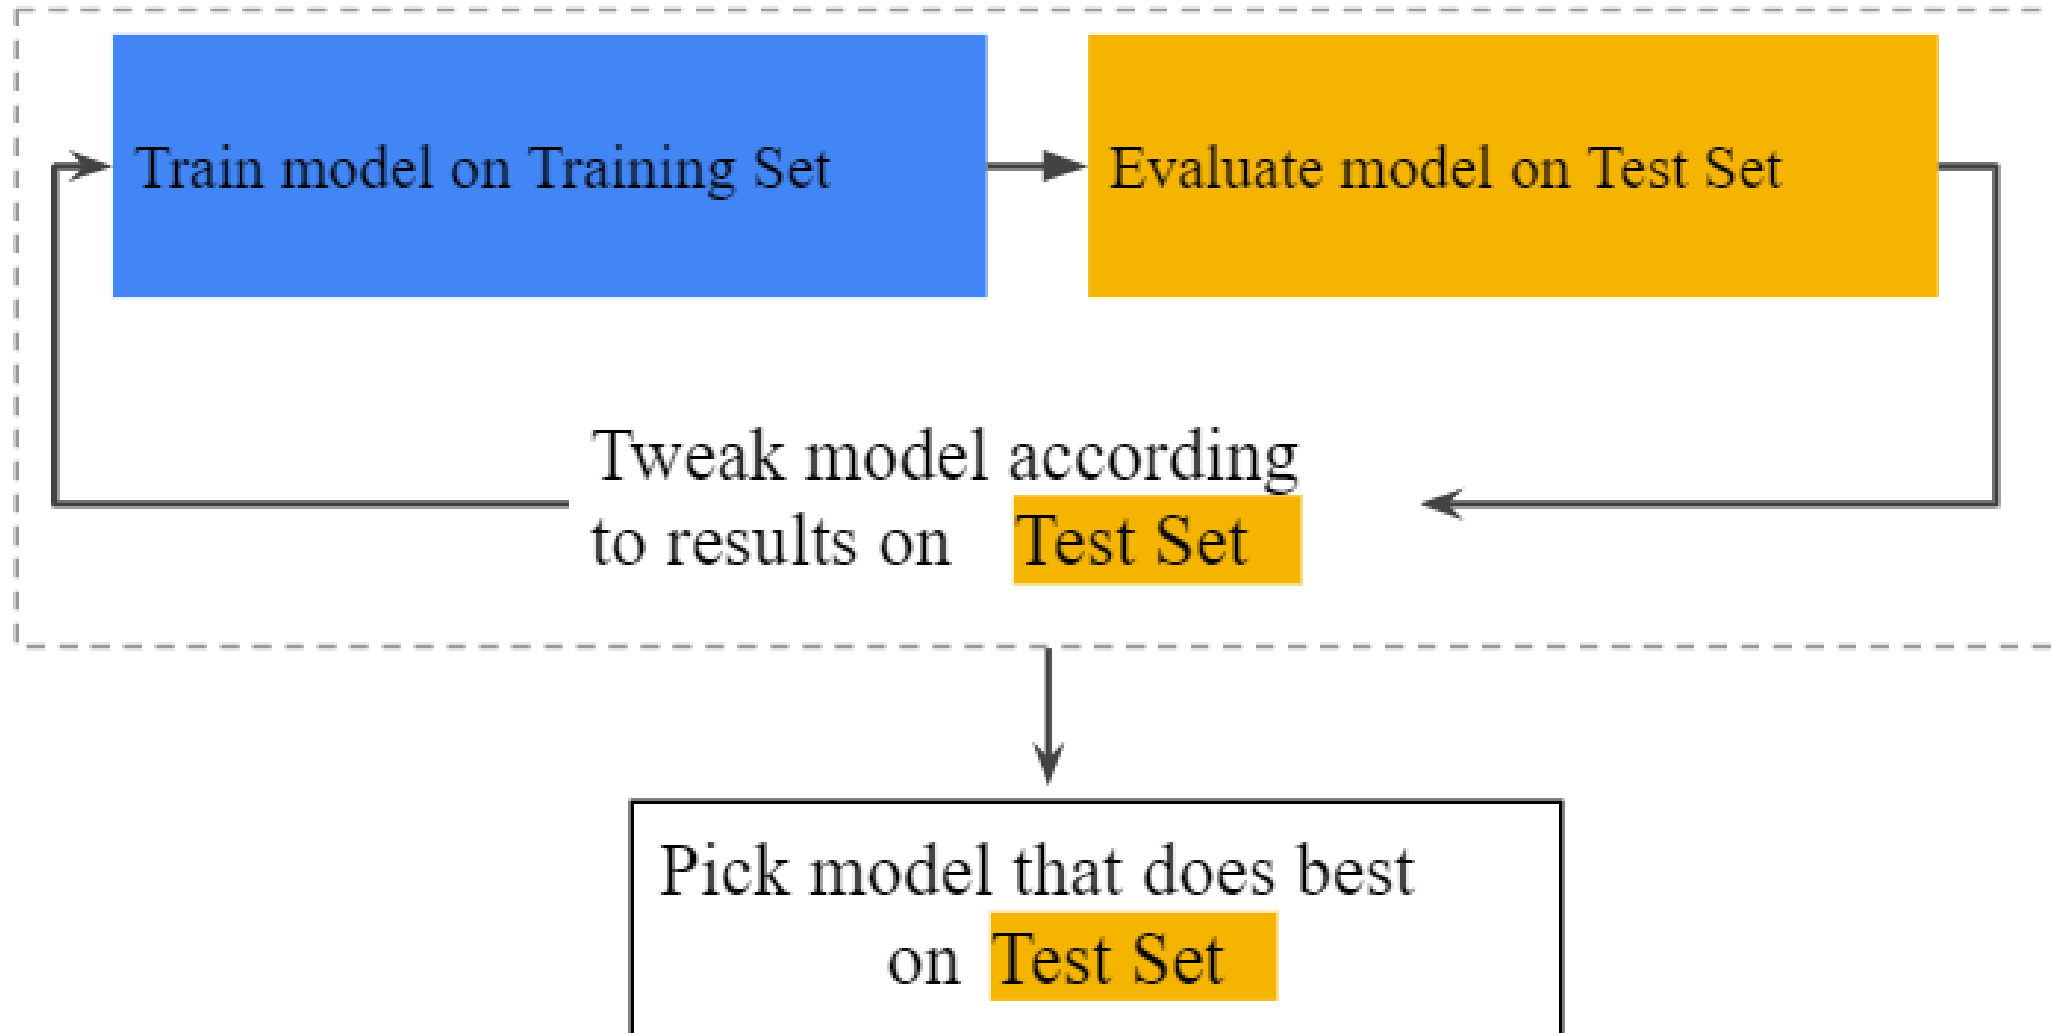 Train model on Training Set
Evaluate model on Test Set
Tweak model according
to results on Test Set
Pick model that does best
on Test Set